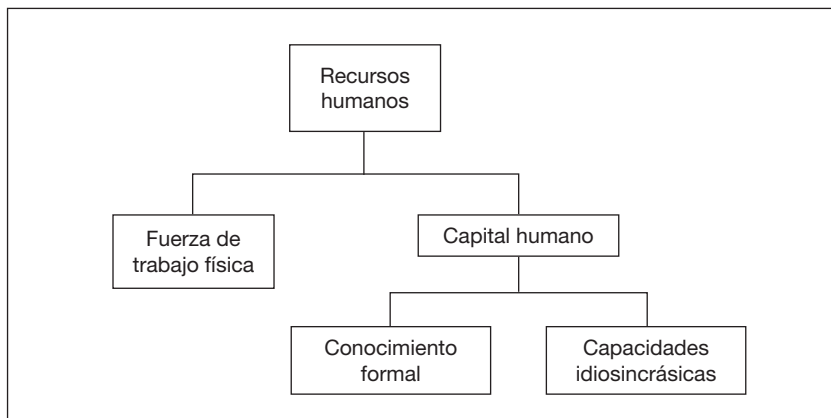 Recursos
humanos
Fuerza de
trabajo física
Capital humano
Conocimiento
formal
Capacidades
idiosincrásicas